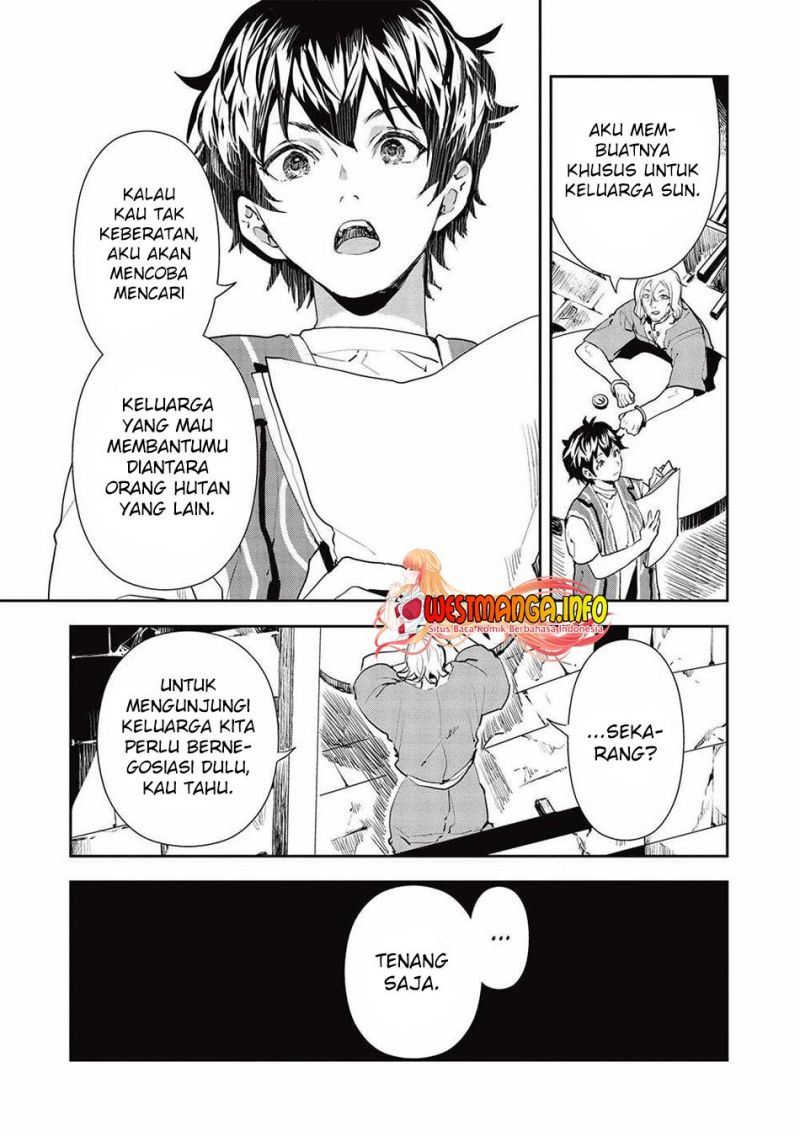 AKU MEM-
BUATNYA
KHUSUS UNTUK
KELUARGA SUN.
KALAU
KAU TAK
KEBERATAN,
AKU AKAN
MENCOBA
MENCARI
KELUARGA
YANG MAU
MEMBANTUMU
DIANTARA
ORANG HUTAN
YANG LAIN.
WESTMANGA.INFO
Situs Baca Komik Berbahasa Indonesia
...SEKA-
RANG?
UNTUK
MENGUNJUNGI
KELUARGA KITA
PERLU BERNE-
GOSIASI DULU,
KAU TAHU.
...
TENANG
SAJA.